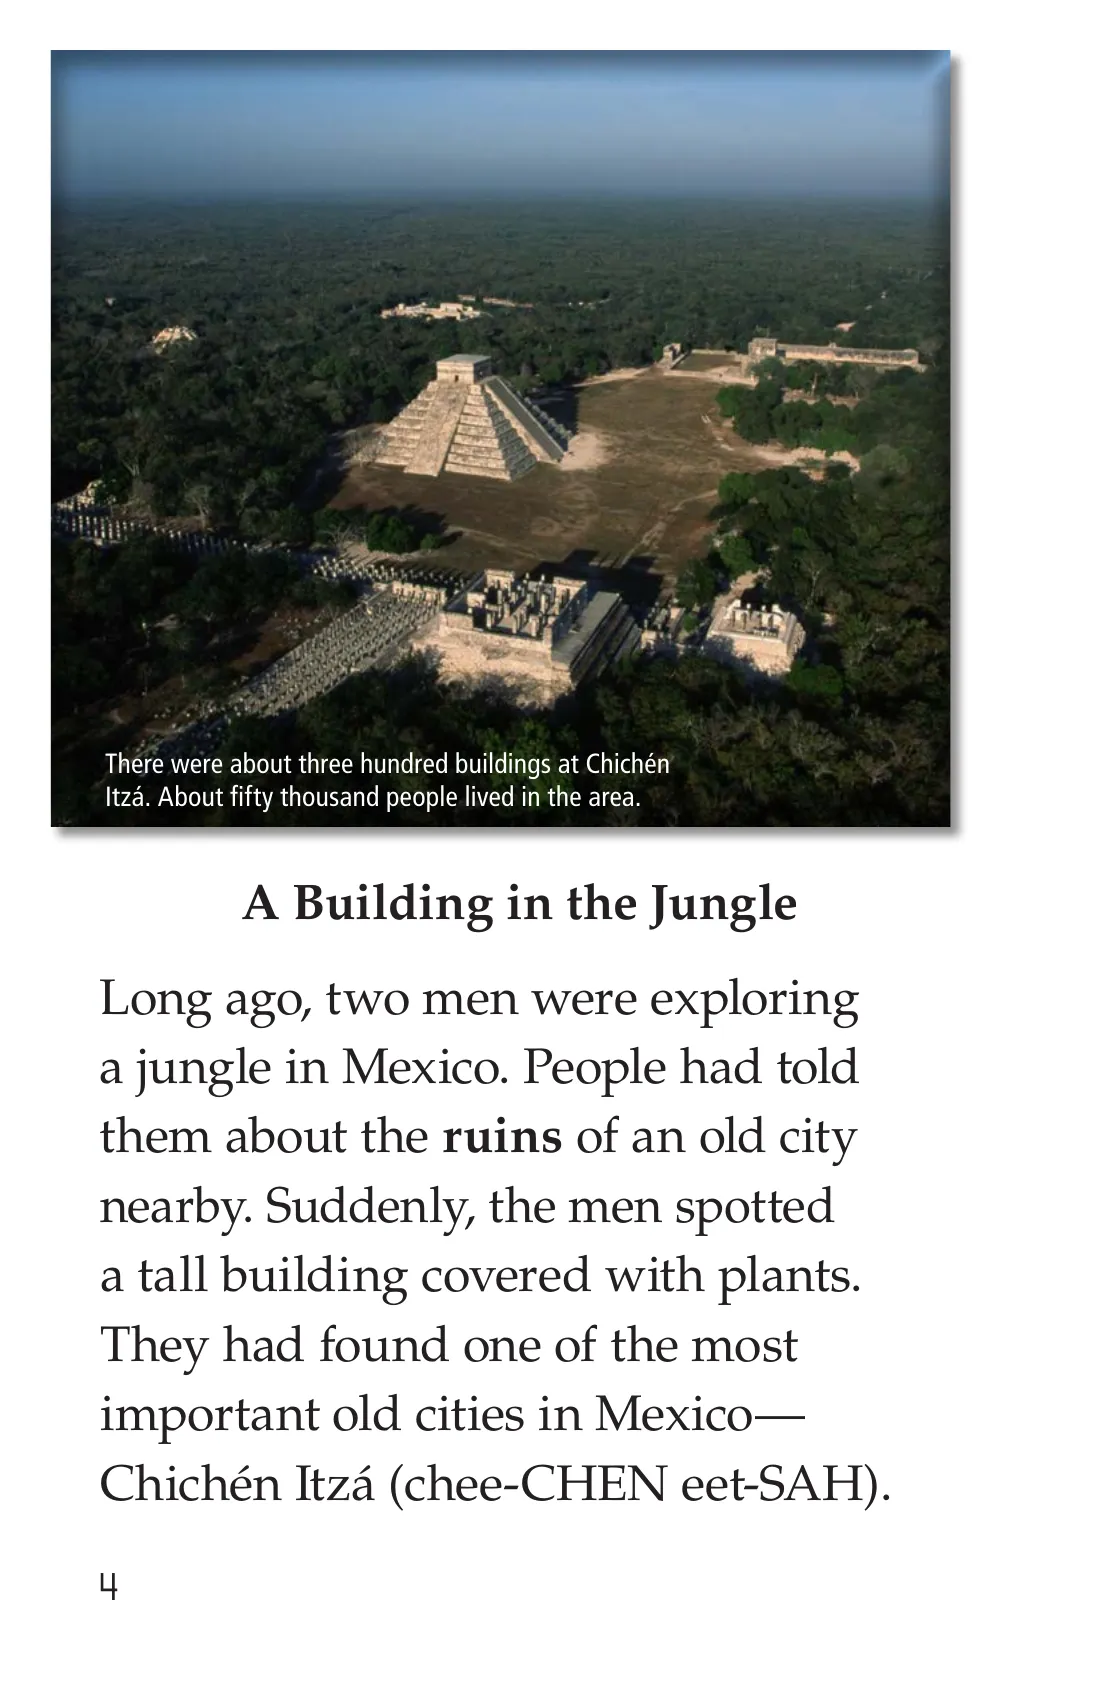 There were about three hundred buildings at Chichén
Itzá. About fifty thousand people lived in the area.
A Building in the Jungle
Long ago, two men were exploring
a jungle in Mexico. People had told
them about the ruins of an old city
nearby. Suddenly, the men spotted
a tall building covered with plants.
They had found one of the most
important old cities in Mexico—
Chichén Itzá (chee-CHEN eet-SAH).
4